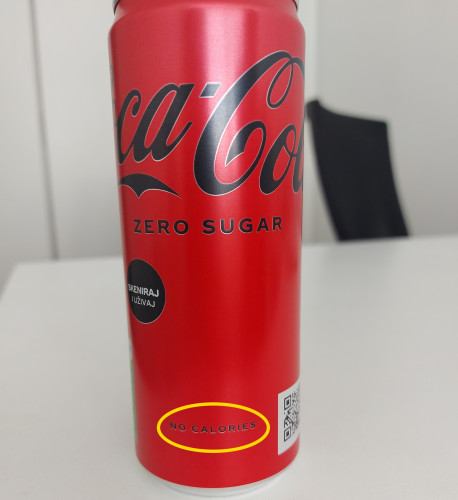 ca-Col
ZERO SUGAR
SKENIRAJ
I UŽIVAJ
NO CALORIES